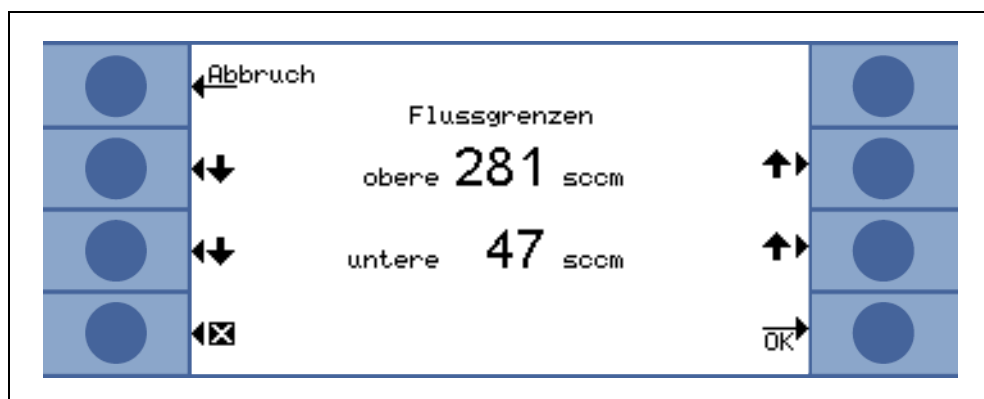 Abbruch
Flussgrenzen
obere 281 sccm
untere 47 sccm
OK